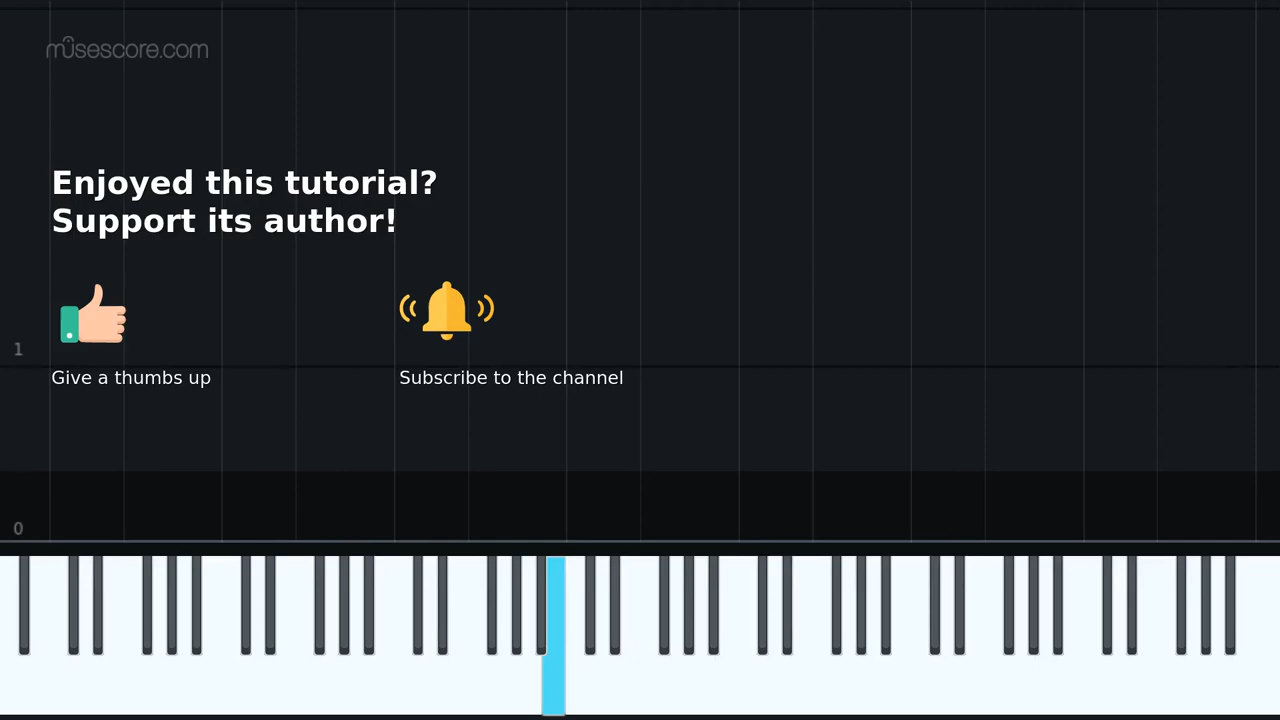 musescore.com
Enjoyed this tutorial?
Support its author!
1
Give a thumbs up
Subscribe to the channel
0